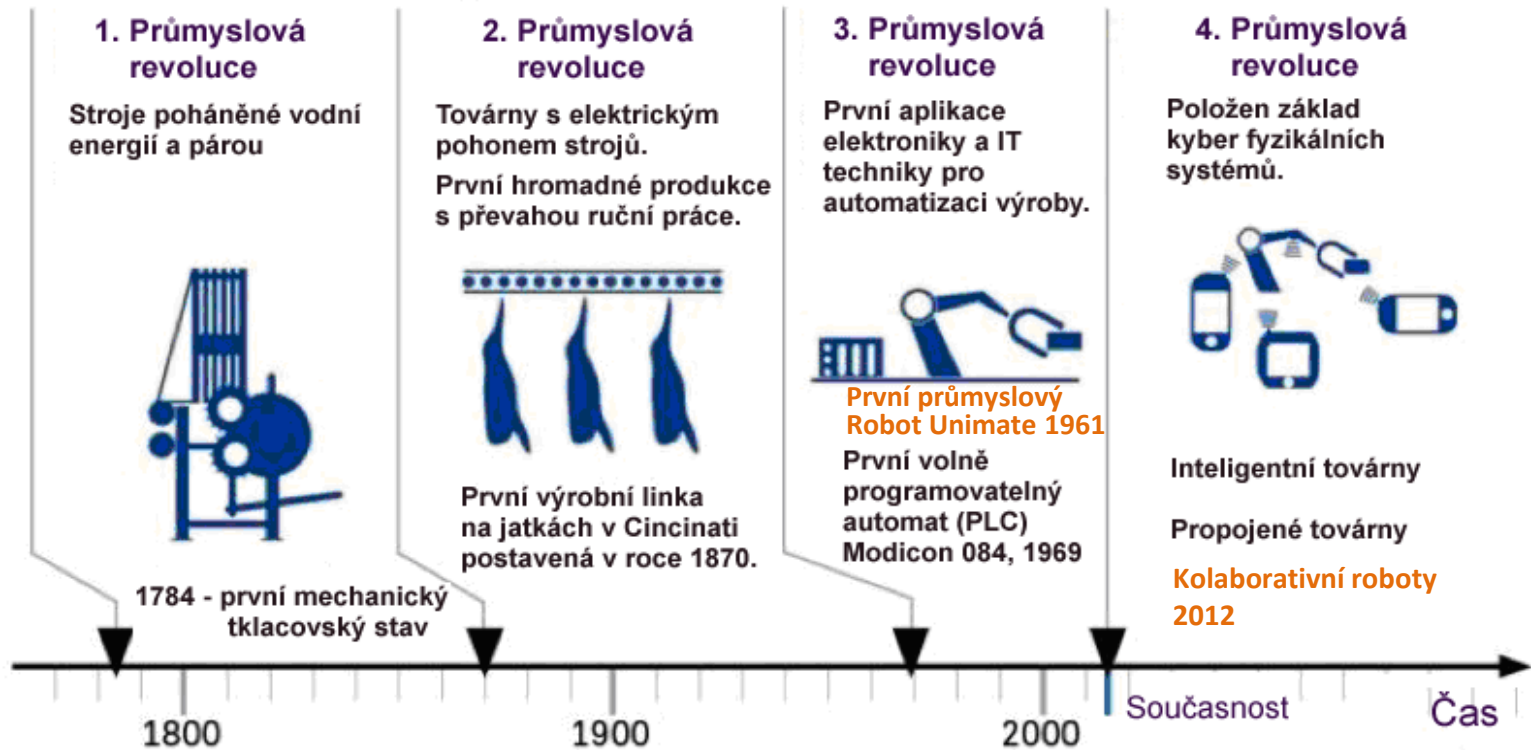 1. Průmyslová
revoluce
Stroje poháněné vodní
energií a párou
1784 - první mechanický
tklacovský stav
2. Průmyslová
revoluce
Továrny s elektrickým
pohonem strojů.
První hromadné produkce
s převahou ruční práce.
První výrobní linka
na jatkách v Cincinati
postavená v roce 1870.
3. Průmyslová
revoluce
První aplikace
elektroniky a IT
techniky pro
automatizaci výroby.
První průmyslový
Robot Unimate 1961
První volně
programovatelný
automat (PLC)
Modicon 084, 1969
4. Průmyslová
revoluce
Položen základ
kyber fyzikálních
systémů.
Inteligentní továrny
Propojené továrny
Kolaborativní roboty
2012
1800
1900
2000
Současnost
Čas